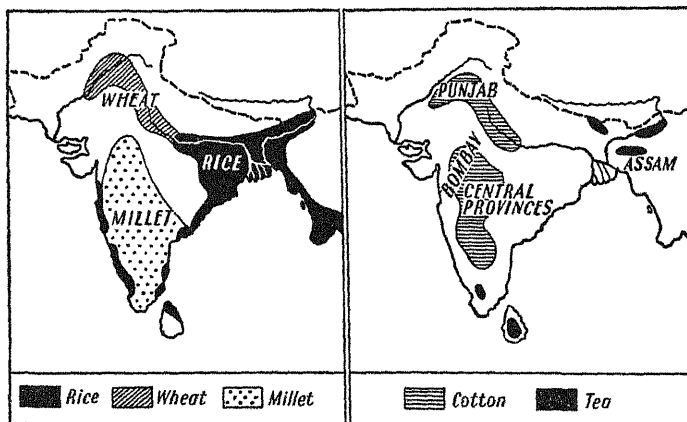 WHEAT
RICE
MILLET
Rice
Wheat
Millet
PUNJAB
BOMBAY
CENTRAL
PROVINCES
ASSAM
Cotton
Tea